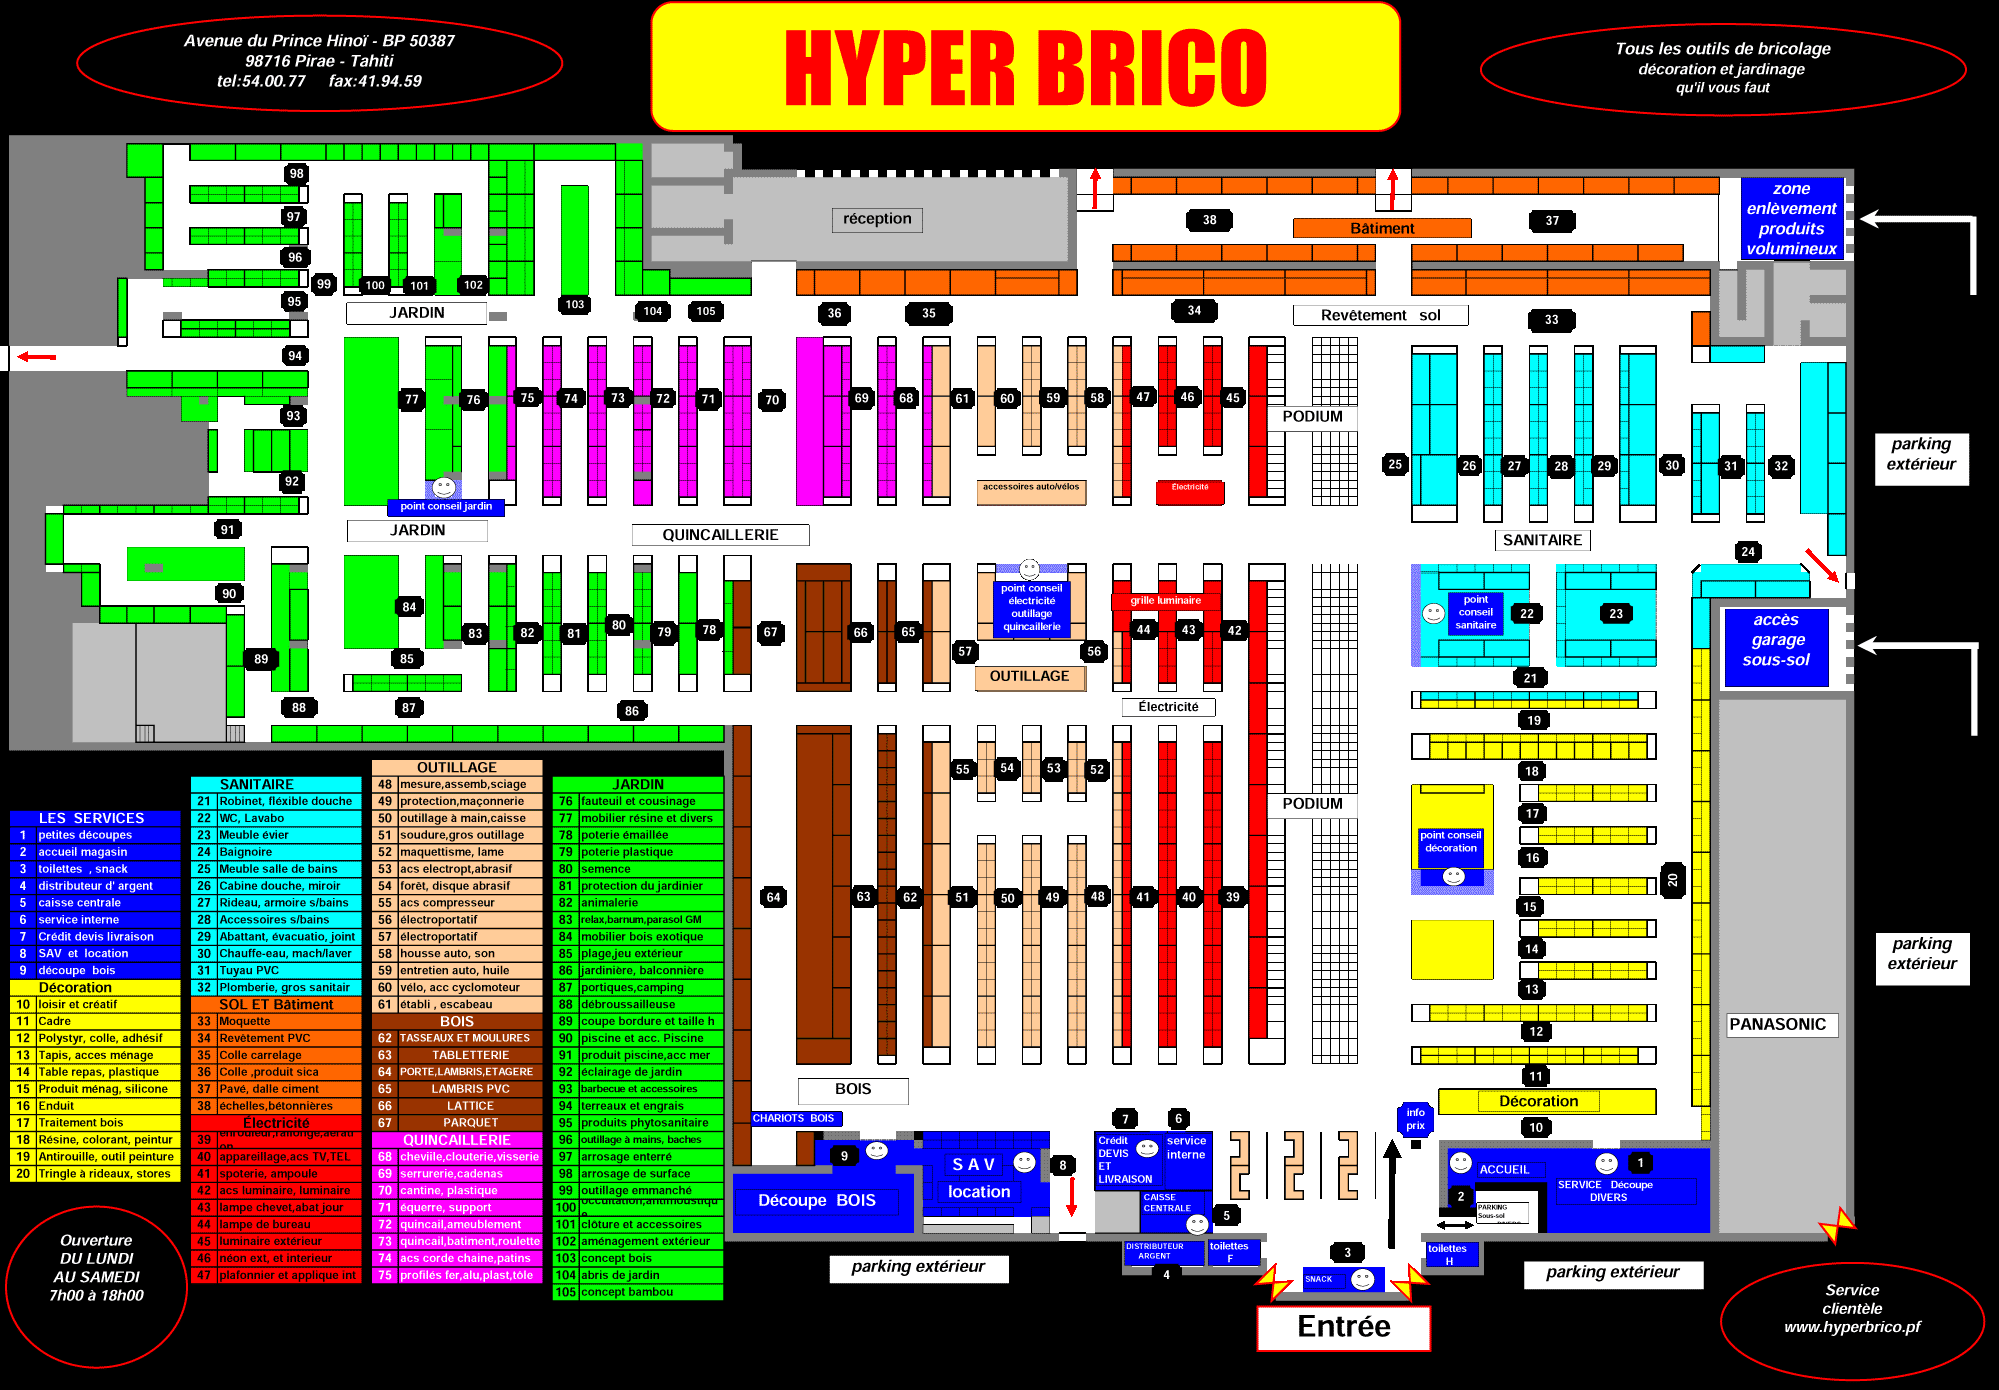 Avenue du Prince Hinoï - BP 50387
98716 Pirae - Tahiti
tel:54.00.77 fax:41.94.59
HYPER BRICO
Tous les outils de bricolage
décoration et jardinage
qu'il vous faut
réception
38
Bâtiment
37
zone
enlèvement
produits
volumineux
98
97
96
95
94
93
92
91
90
99
100
101
102
103
104
105
JARDIN
36
35
34
Revêtement sol
33
77
76
75
74
73
72
71
70
69
68
61
60
59
58
47
46
45
PODIUM
25
26
27
28
29
30
31
32
parking
extérieur
accessoires auto/vélos
Électricité
point conseil jardin
JARDIN
QUINCAILLERIE
SANITAIRE
24
89
84
85
83
82
81
80
79
78
67
66
65
57
point conseil
électricité
outillage
quincaillerie
56
grille luminaire
44
43
42
point
conseil
sanitaire
22
23
accès
garage
sous-sol
OUTILLAGE
88
87
86
Électricité
21
19
18
17
16
15
14
13
12
11
10
20
point conseil
décoration
55
54
53
52
PODIUM
64
63
62
51
50
49
48
41
40
39
parking
extérieur
PANASONIC
BOIS
CHARIOTS BOIS
Décoration
info
prix
9
Découpe BOIS
S A V
location
8
7
6
Crédit
DEVIS
ET
LIVRAISON
service
interne
CAISSE
CENTRALE
5
DISTRIBUTEUR
ARGENT
4
toilettes
F
3
SNACK
toilettes
H
ACCUEIL
1
SERVICE Découpe
DIVERS
2
PARKING
Sous-sol
parking extérieur
parking extérieur
Entrée
LES SERVICES
1 petites découpes
2 accueil magasin
3 toilettes , snack
4 distributeur d' argent
5 caisse centrale
6 service interne
7 Crédit devis livraison
8 SAV et location
9 découpe bois
Décoration
10 loisir et créatif
11 Cadre
12 Polystyr, colle, adhésif
13 Tapis, acces ménage
14 Table repas, plastique
15 Produit ménag, silicone
16 Enduit
17 Traitement bois
18 Résine, colorant, peintur
19 Antirouille, outil peinture
20 Tringle à rideaux, stores
SANITAIRE
21 Robinet, fléxible douche
22 WC, Lavabo
23 Meuble évier
24 Baignoire
25 Meuble salle de bains
26 Cabine douche, miroir
27 Rideau, armoire s/bains
28 Accessoires s/bains
29 Abattant, évacuatio, joint
30 Chauffe-eau, mach/laver
31 Tuyau PVC
32 Plomberie, gros sanitair
SOL ET Bâtiment
33 Moquette
34 Revêtement PVC
35 Colle carrelage
36 Colle ,produit sica
37 Pavé, dalle ciment
38 échelles,bétonnières
Électricité
39
40 appareillage,acs TV,TEL
41 spoterie, ampoule
42 acs luminaire, luminaire
43 lampe chevet,abat jour
44 lampe de bureau
45 luminaire extérieur
46 néon ext, et interieur
47 plafonnier et applique int
OUTILLAGE
48 mesure,assemb,sciage
49 protection,maçonnerie
50 outillage à main,caisse
51 soudure,gros outillage
52 maquettisme, lame
53 acs electropt,abrasif
54 forêt, disque abrasif
55 acs compresseur
56 électroportatif
57 électroportatif
58 housse auto, son
59 entretien auto, huile
60 vélo, acc cyclomoteur
61 établi , escabeau
BOIS
62 TASSEAUX ET MOULURES
63 TABLETTERIE
64 PORTE,LAMBRIS,ETAGERE
65 LAMBRIS PVC
66 LATTICE
67 PARQUET
QUINCAILLERIE
68 cheville,clouterie,visserie
69 serrurerie,cadenas
70 cantine, plastique
71 équerre, support
72 quincail,ameublement
73 quincail,batiment,roulette
74 acs corde chaine,patins
75 profilés fer,alu,plast,tôle
JARDIN
76 fauteuil et cousinage
77 mobilier résine et divers
78 poterie émaillée
79 poterie plastique
80 semence
81 protection du jardinier
82 animalerie
83 relax,barnum,parasol GM
84 mobilier bois exotique
85 plage,jeu extérieur
86 jardinière, balconnière
87 portiques,camping
88 débroussailleuse
89 coupe bordure et taille h
90 piscine et acc. Piscine
91 produit piscine,acc mer
92 éclairage de jardin
93 barbecue et accessoires
94 terreaux et engrais
95 produits phytosanitaire
96 outillage à mains, baches
97 arrosage enterré
98 arrosage de surface
99 outillage emmanché
100
101 clôture et accessoires
102 aménagement extérieur
103 concept bois
104 abris de jardin
105 concept bambou
Ouverture
DU LUNDI
AU SAMEDI
7h00 à 18h00
Service
clientèle
www.hyperbrico.pf